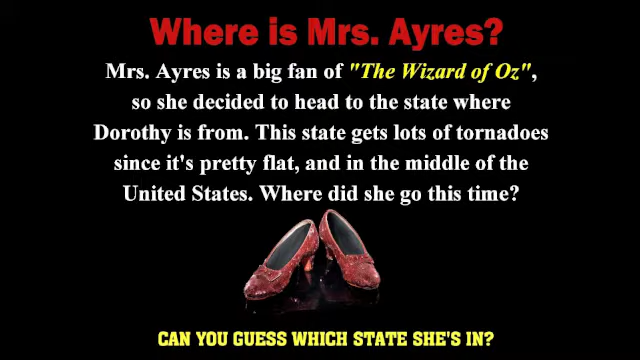 Where is Mrs. Ayres?
Mrs. Ayres is a big fan of "The Wizard of Oz",
so she decided to head to the state where
Dorothy is from. This state gets lots of tornadoes
since it's pretty flat, and in the middle of the
United States. Where did she go this time?
CAN YOU GUESS WHICH STATE SHE'S IN?